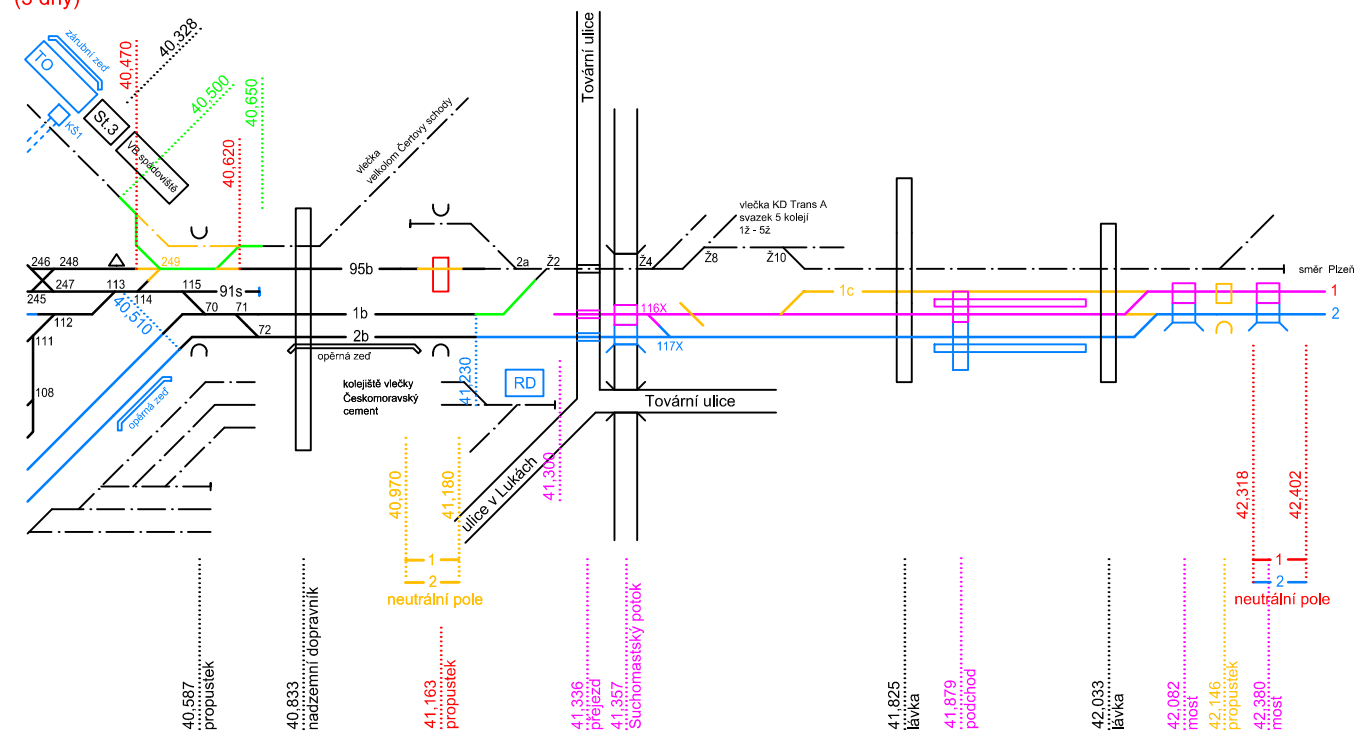 (3 dny)
zárubní zeď
TO
KŠ1
St.3
VB spádoviště
40,470
40,328
40,500
40,650
40,620
vlečka
velkolom Čertovy schody
Tovární ulice
vlečka KD Trans A
svazek 5 kolejí
1ž - 5ž
246
248
249
95b
2a
Ž2
Ž4
Ž8
Ž10
směr Plzeň
245
247
113
114
115
91s
1c
1
112
40,510
70
71
1b
116X
2
111
72
2b
117X
opěrná zeď
108
opěrná zeď
kolejiště vlečky
Českomoravský
cement
41,230
RD
Tovární ulice
41,300
ulice v Lukách
40,970
41,180
1
2
neutrální pole
42,318
42,402
1
2
neutrální pole
40,587
propustek
40,833
nadzemní dopravník
41,163
propustek
41,336
přejezd
41,357
Suchomastský potok
41,825
lávka
41,879
podchod
42,033
lávka
42,082
most
42,146
propustek
42,380
most